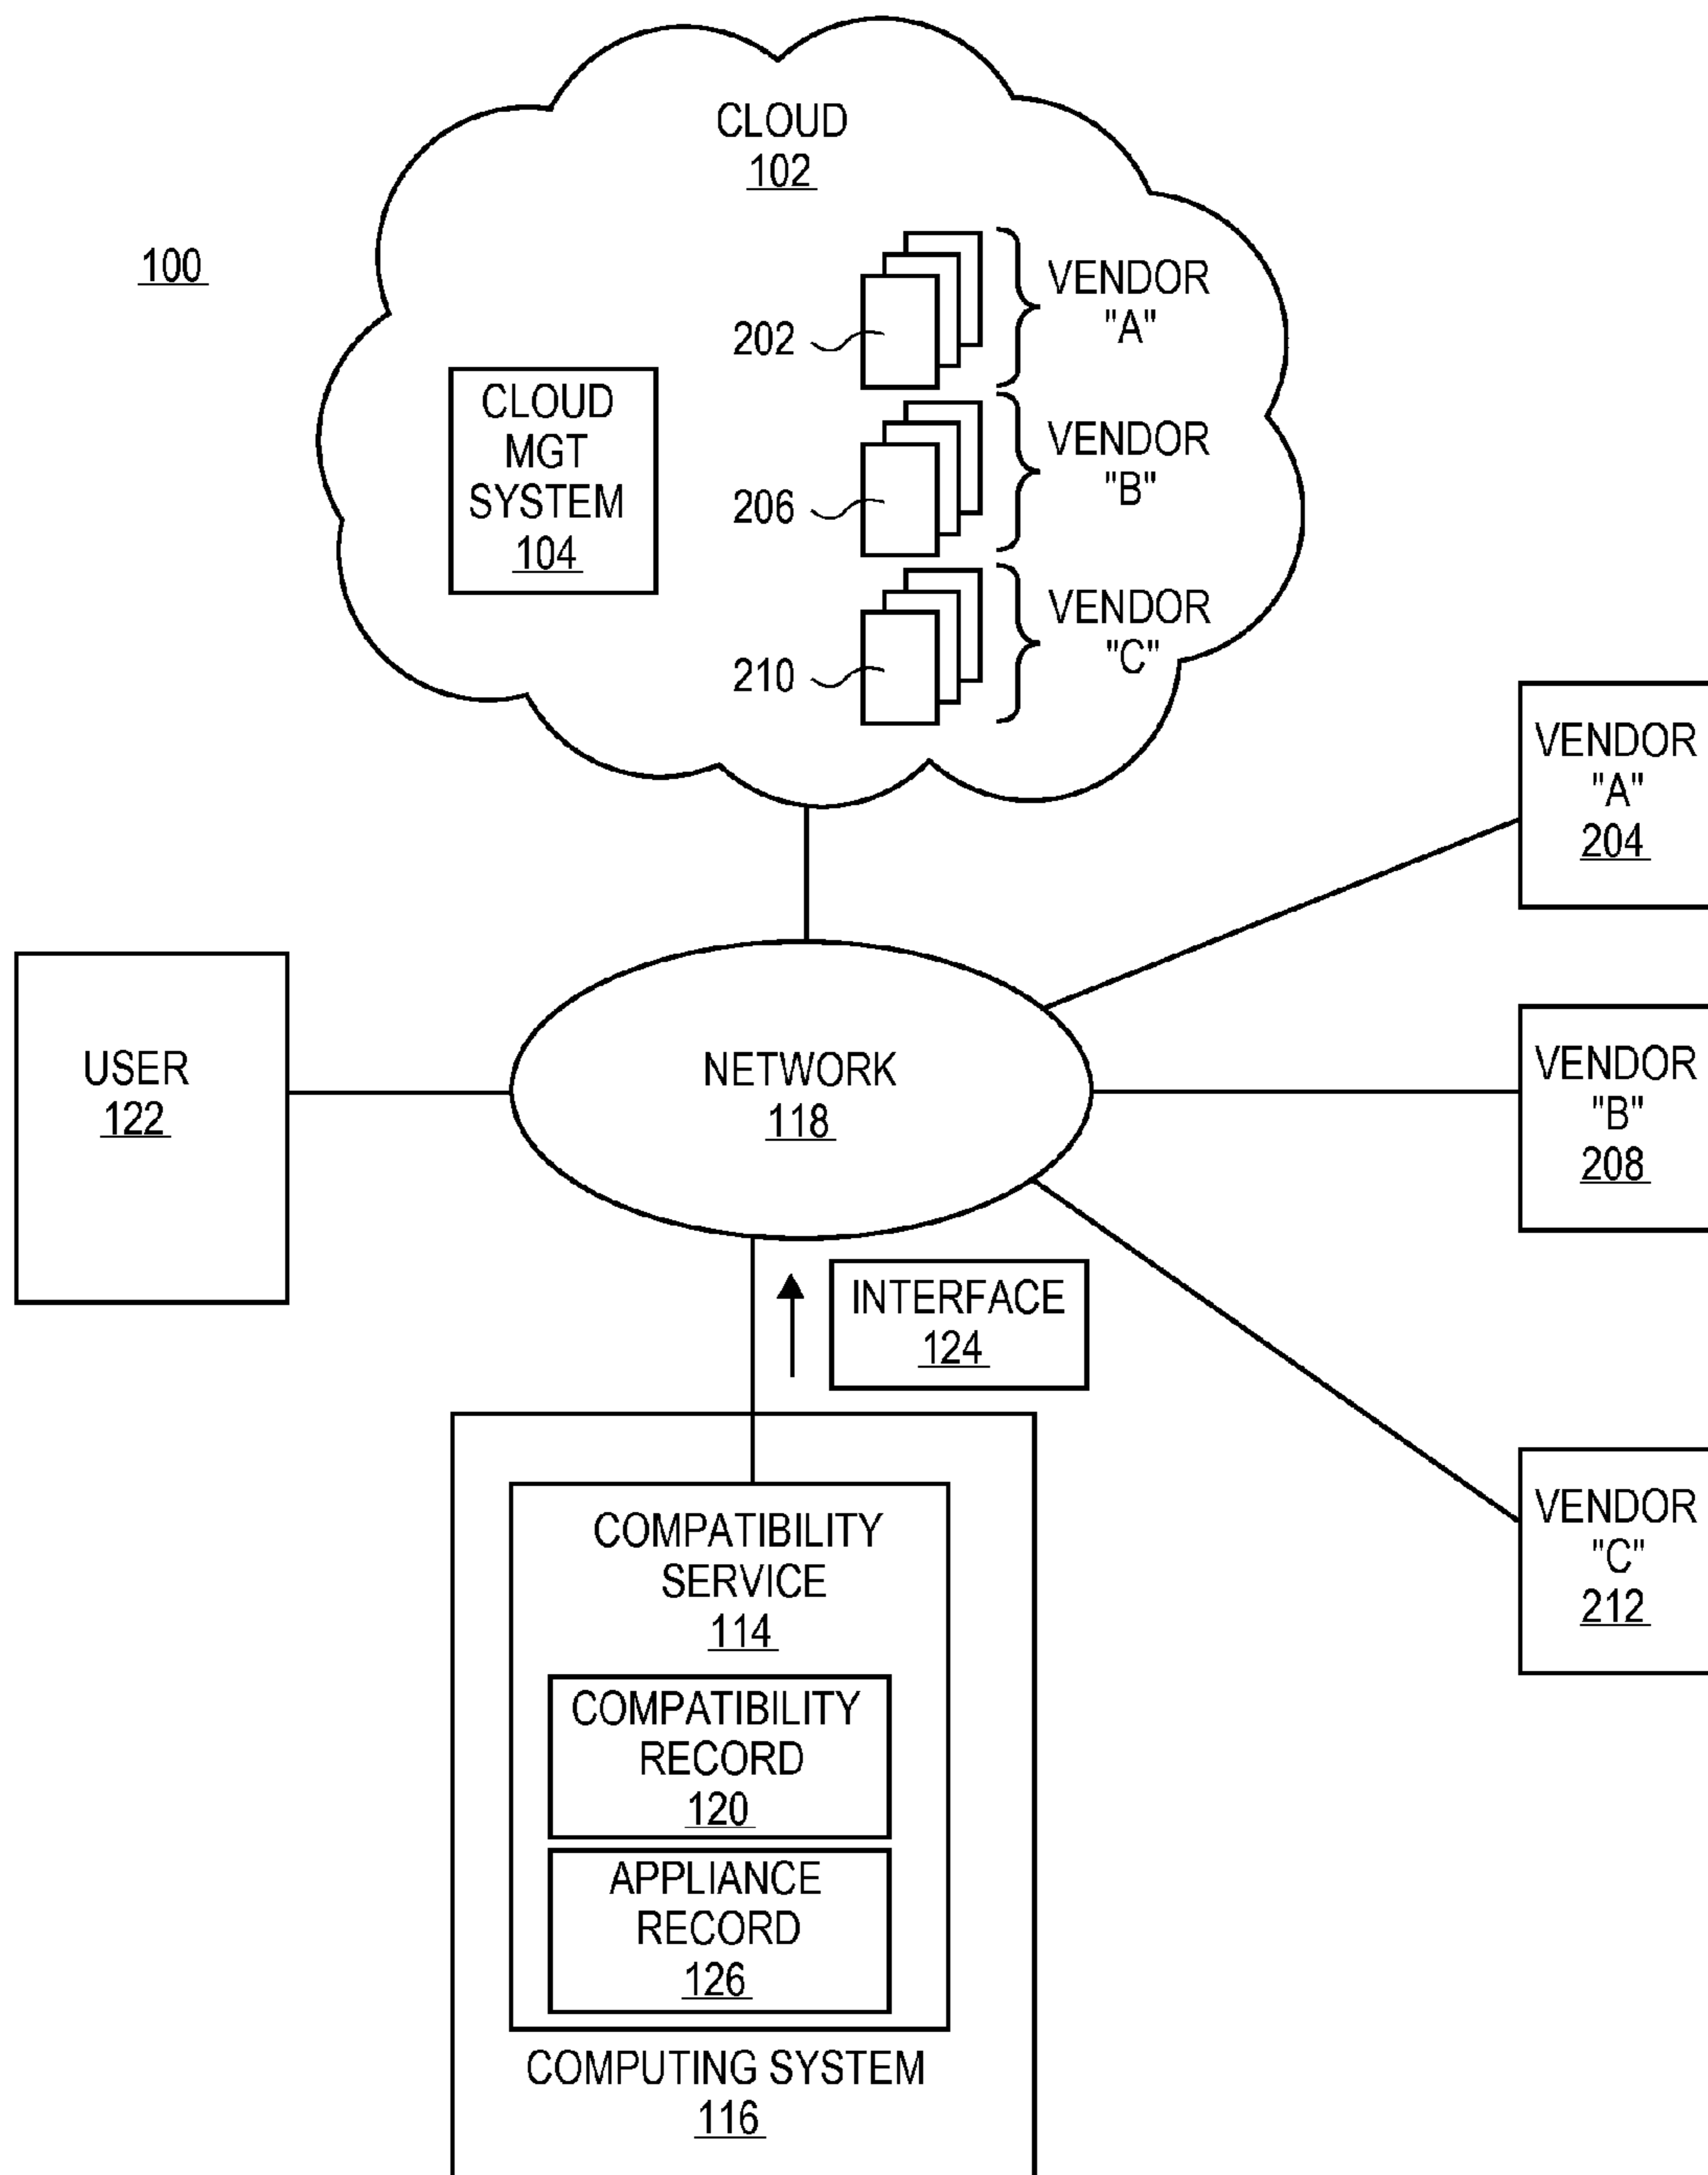 CLOUD
102
100
VENDOR
"A"
202
CLOUD
MGT
SYSTEM
104
VENDOR
"B"
206
VENDOR
"C"
210
VENDOR
"A"
204
USER
122
NETWORK
118
VENDOR
"B"
208
INTERFACE
124
VENDOR
"C"
212
COMPATIBILITY
SERVICE
114
COMPATIBILITY
RECORD
120
APPLIANCE
RECORD
126
COMPUTING SYSTEM
116